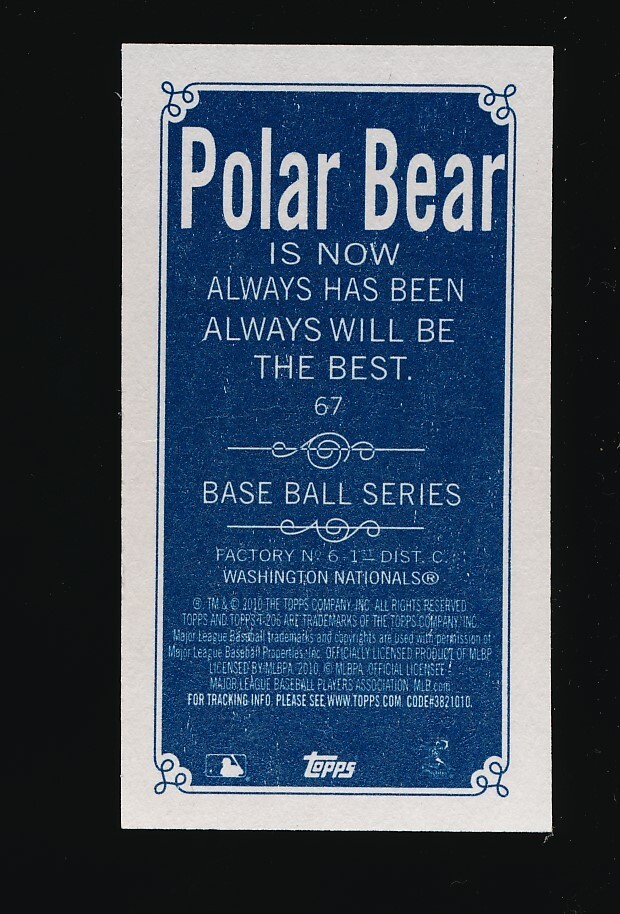 Polar Bear
IS NOW
ALWAYS HAS BEEN
ALWAYS WILL BE
THE BEST.
67
BASE BALL SERIES
FACTORY N. 6 1ST DIST. C.
WASHINGTON NATIONALS®
®, TM & © 2010 THE TOPPS COMPANY, INC. ALL RIGHTS RESERVED.
TOPPS AND TOPPS T-206 ARE TRADEMARKS OF THE TOPPS COMPANY, INC.
Major League Baseball trademarks and copyrights are used with permission of
Major League Baseball Properties, Inc. OFFICIALLY LICENSED PRODUCT OF MLBP
LICENSED BY MLBPA 2010, © MLBPA. OFFICIAL LICENSEE -
MAJOR LEAGUE BASEBALL PLAYERS ASSOCIATION. MLB.com
FOR TRACKING INFO. PLEASE SEE WWW.TOPPS.COM. CODE#3821010.
Topps